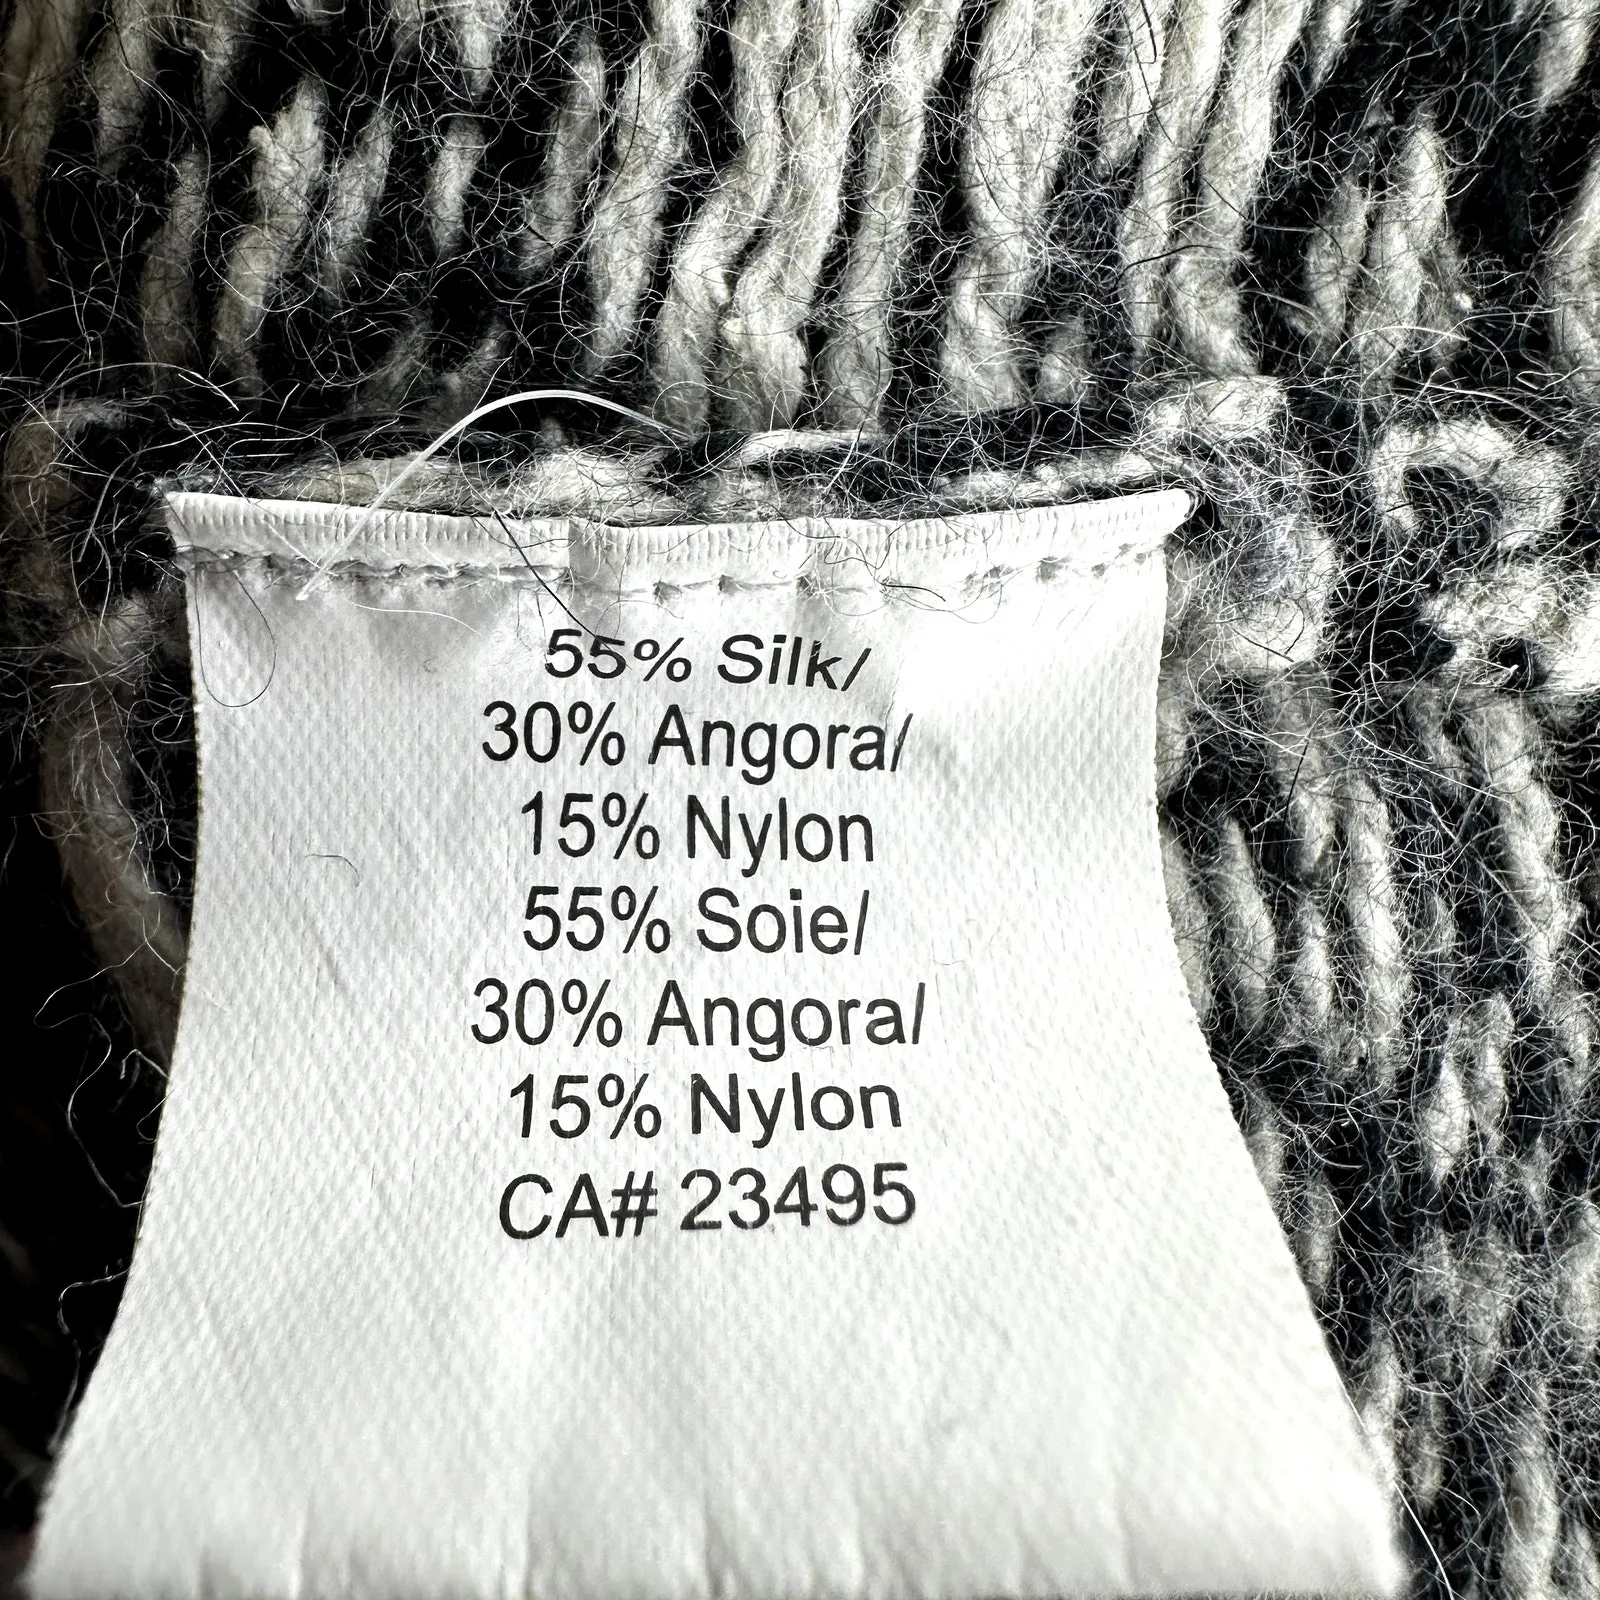 55% Silk/
30% Angora/
15% Nylon
55% Soie/
30% Angora/
15% Nylon
CA# 23495